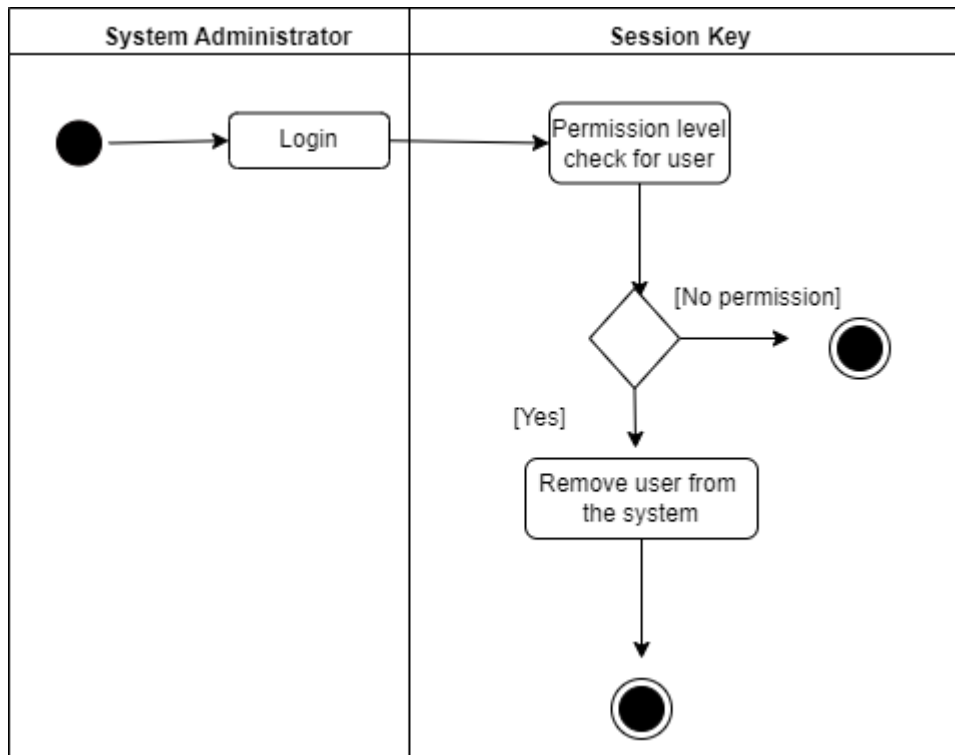 System Administrator
Session Key
Login
Permission level
check for user
[No permission]
[Yes]
Remove user from
the system